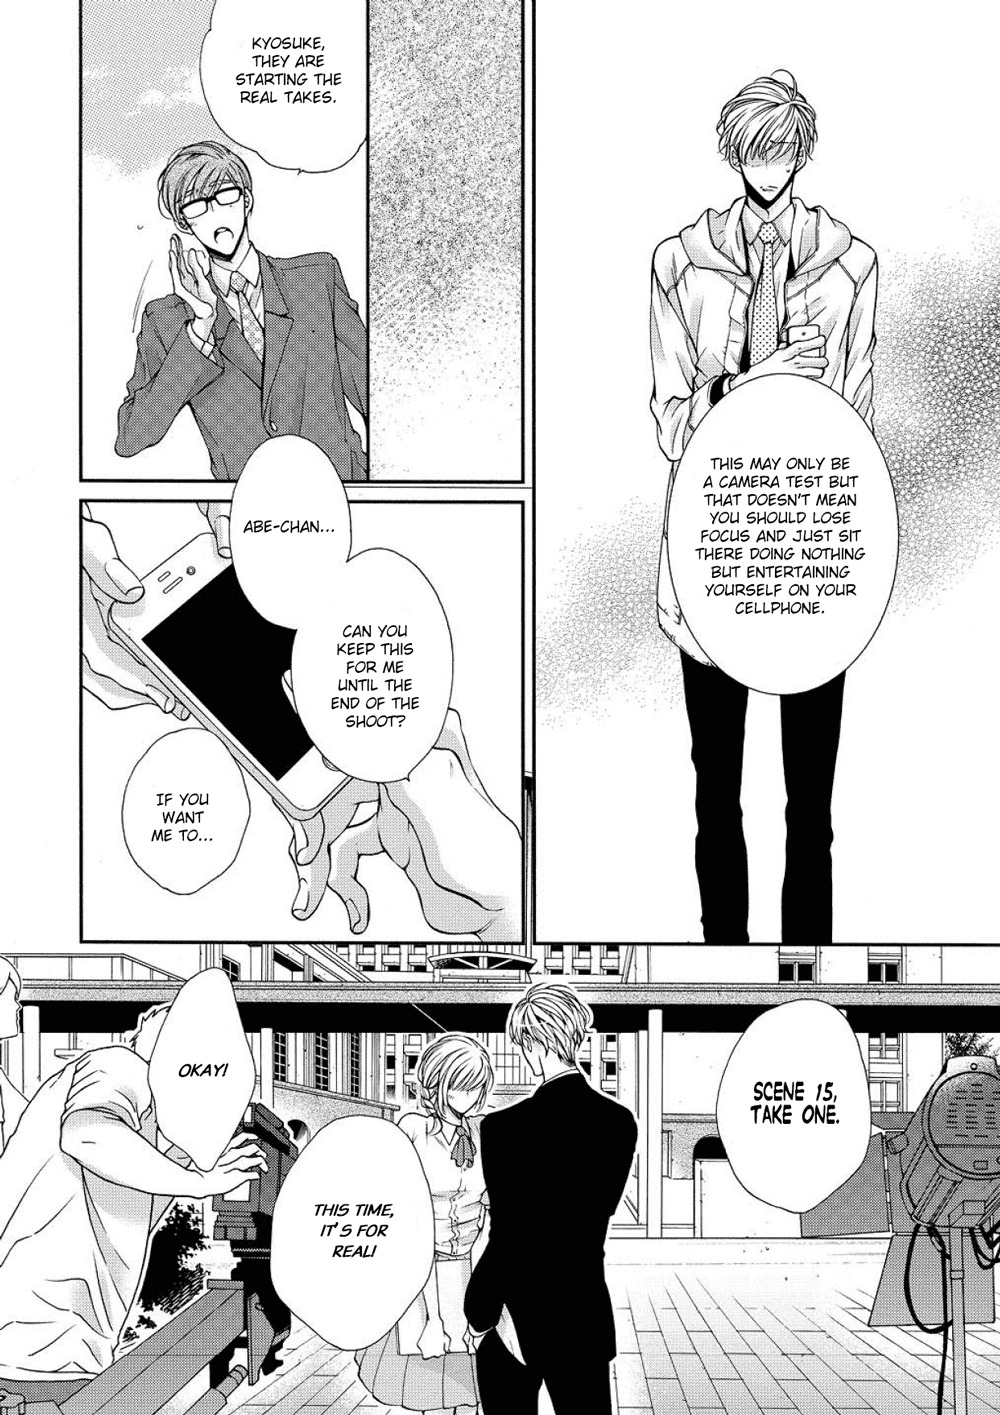 THIS MAY ONLY BE
A CAMERA TEST BUT
THAT DOESN'T MEAN
YOU SHOULD LOSE
FOCUS AND JUST SIT
THERE DOING NOTHING
BUT ENTERTAINING
YOURSELF ON YOUR
CELLPHONE.
KYOSUKE,
THEY ARE
STARTING THE
REAL TAKES.
ABE-CHAN...
CAN YOU
KEEP THIS
FOR ME
UNTIL THE
END OF THE
SHOOT?
IF YOU
WANT
ME TO...
SCENE 15,
TAKE ONE.
THIS TIME,
IT'S FOR
REAL!
OKAY!